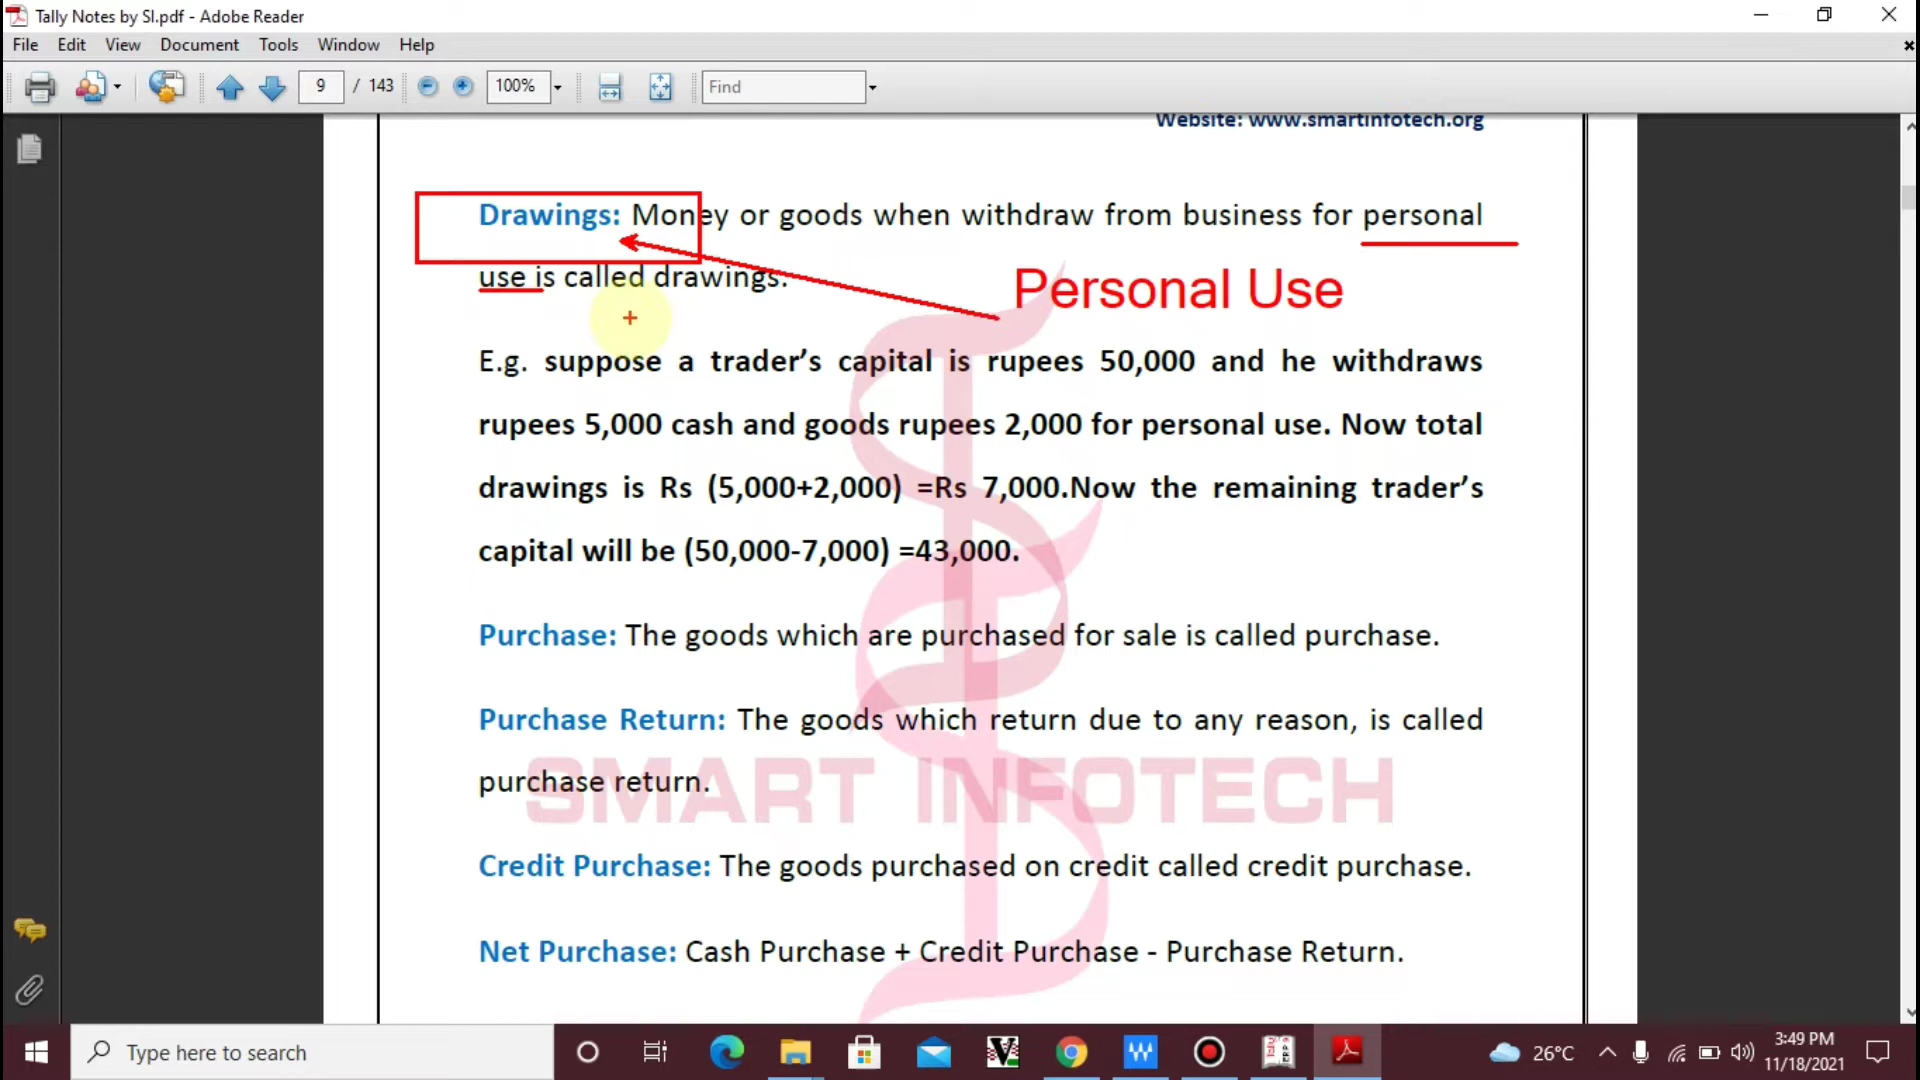 Tally Notes by SI.pdf - Adobe Reader
File Edit View Document Tools Window Help
9 / 143 100% Find
Website: www.smartinfotech.org
Drawings: Money or goods when withdraw from business for personal
use is called drawings.
Personal Use
E.g. suppose a trader’s capital is rupees 50,000 and he withdraws
rupees 5,000 cash and goods rupees 2,000 for personal use. Now total
drawings is Rs (5,000+2,000) =Rs 7,000.Now the remaining trader’s
capital will be (50,000-7,000) =43,000.
Purchase: The goods which are purchased for sale is called purchase.
Purchase Return: The goods which return due to any reason, is called
purchase return.
SMART INFOTECH
Credit Purchase: The goods purchased on credit called credit purchase.
Net Purchase: Cash Purchase + Credit Purchase - Purchase Return.
Type here to search
26°C
3:49 PM
11/18/2021